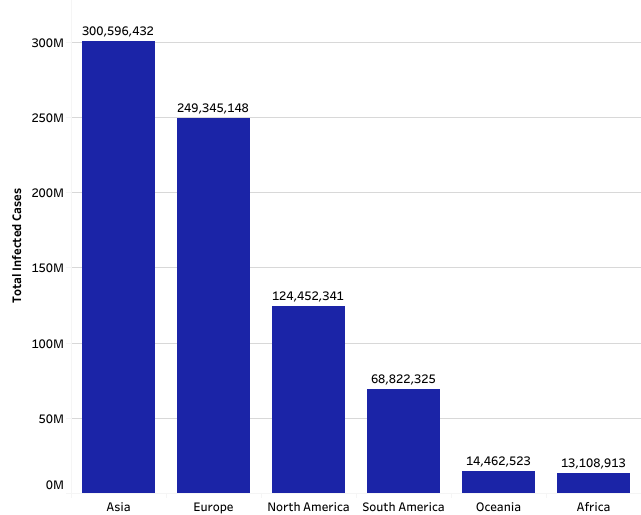 300,596,432
300M
249,345,148
250M
200M
Total Infected Cases
150M
124,452,341
100M
68,822,325
50M
14,462,523
13,108,913
0M
Asia
Europe
North America
South America
Oceania
Africa